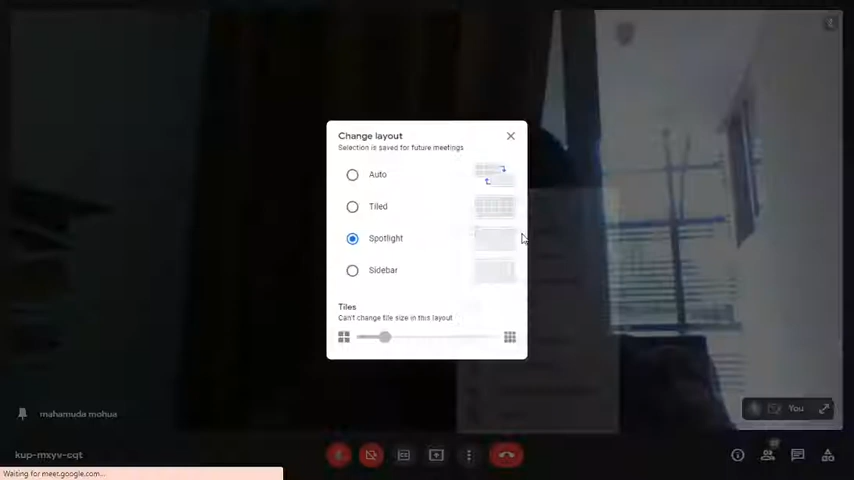 Change layout
Selection is saved for future meetings
Auto
Tiled
Spotlight
Sidebar
Tiles
Can't change tile size in this layout
mahamuda mohua
You
kup-mxyv-cqt
Waiting for meet.google.com...